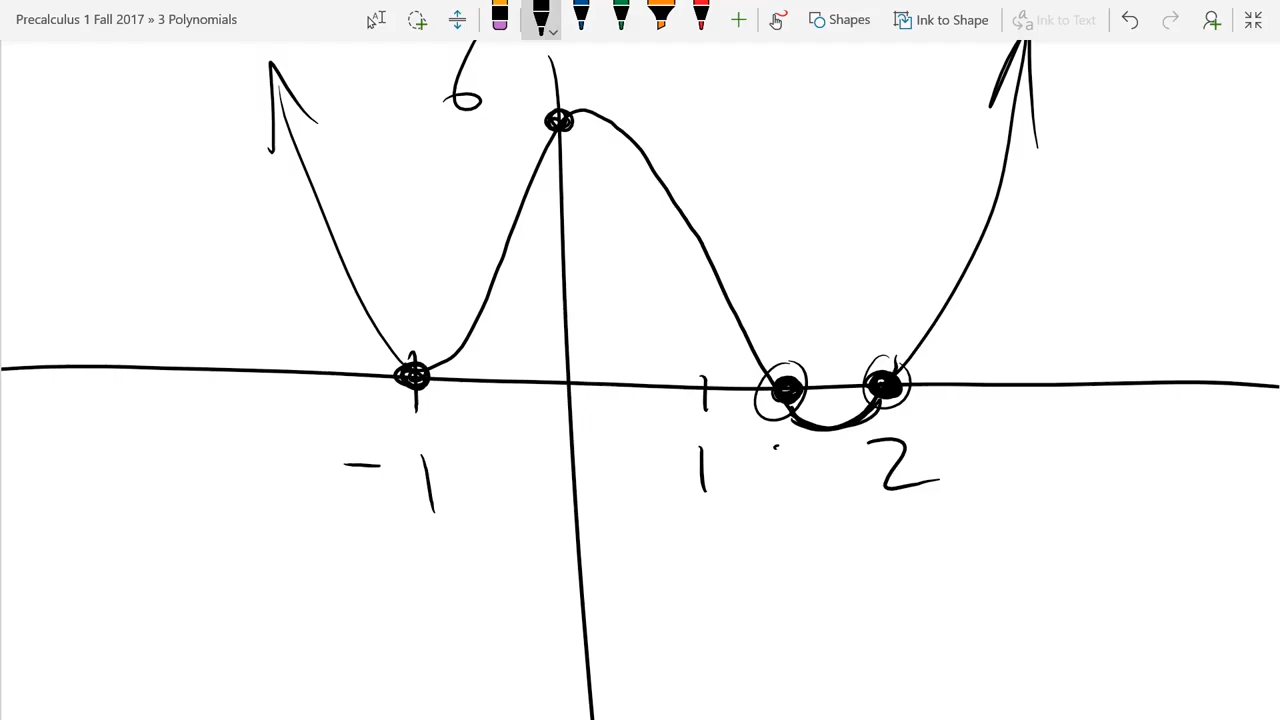 Precalculus 1 Fall 2017 » 3 Polynomials
Shapes
Ink to Shape
Ink to Text
6
-1
1
2